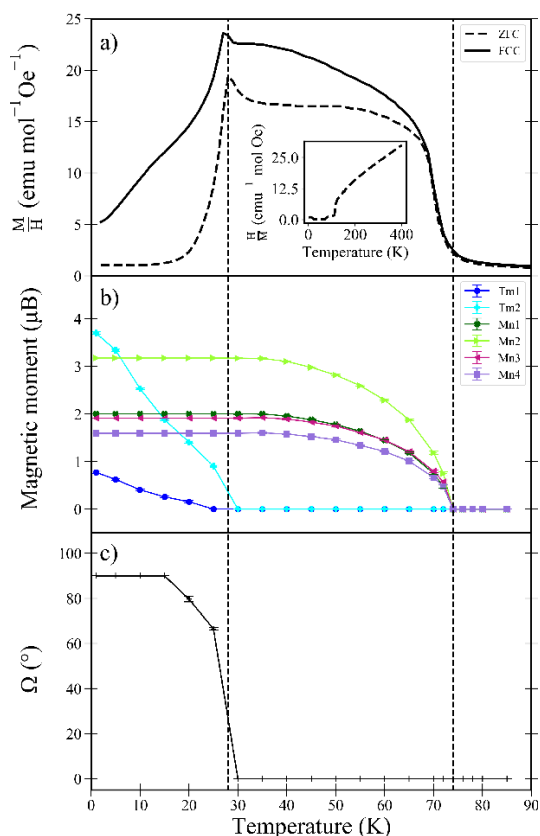 a)
ZFC
FCC
25
20
15
10
5
0
M/H (emu mol⁻¹Oe⁻¹)
H/M (emu⁻¹ mol Oe)
25.0
12.5
0.0
0 200 400
Temperature (K)
b)
Tm1
Tm2
Mn1
Mn2
Mn3
Mn4
Magnetic moment (μB)
4
3
2
1
0
c)
Ω (°)
100
80
60
40
20
0
0 10 20 30 40 50 60 70 80 90
Temperature (K)